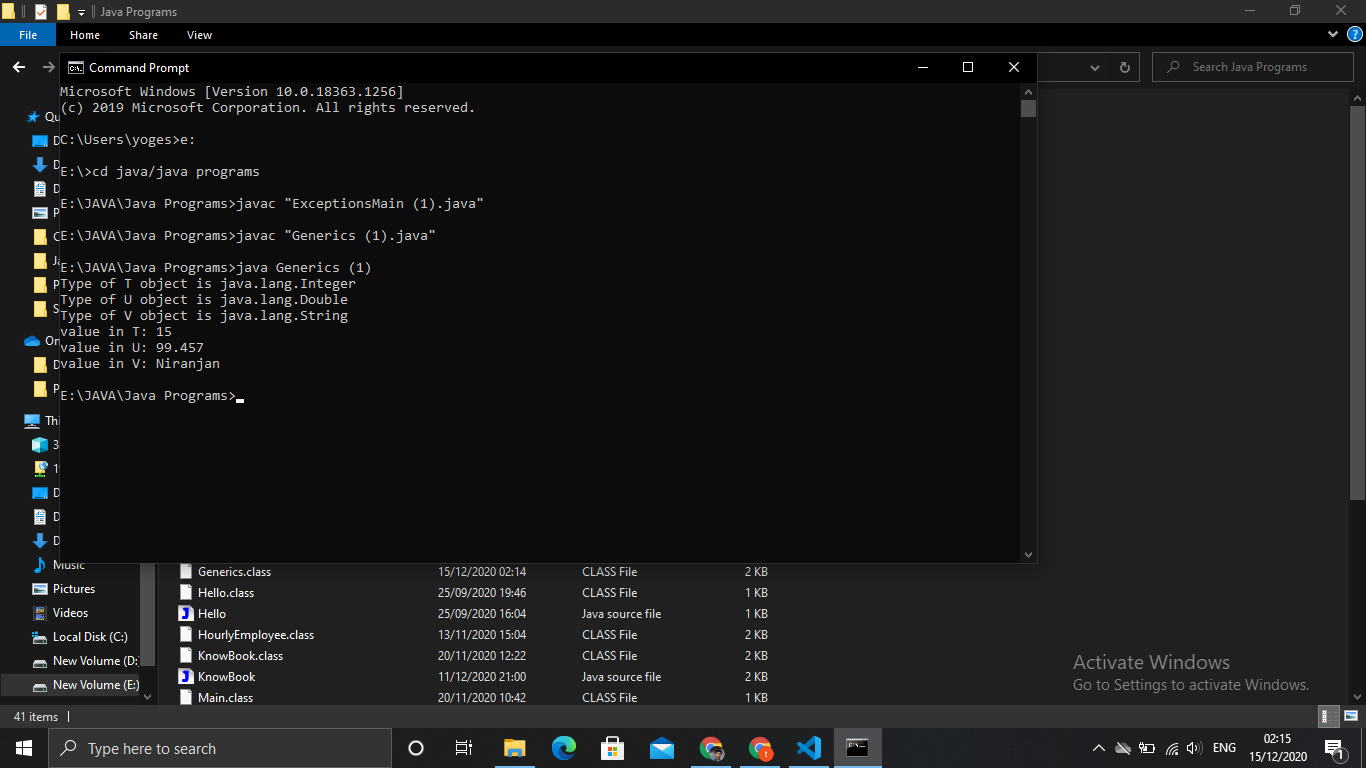 Java Programs
File Home Share View
Search Java Programs
Command Prompt
Microsoft Windows [Version 10.0.18363.1256]
(c) 2019 Microsoft Corporation. All rights reserved.
C:\Users\yoges>e:
E:\>cd java/java programs
E:\JAVA\Java Programs>javac "ExceptionsMain (1).java"
E:\JAVA\Java Programs>javac "Generics (1).java"
E:\JAVA\Java Programs>java Generics (1)
Type of T object is java.lang.Integer
Type of U object is java.lang.Double
Type of V object is java.lang.String
value in T: 15
value in U: 99.457
value in V: Niranjan
E:\JAVA\Java Programs>
Music
Pictures
Videos
Local Disk (C:)
New Volume (D:)
New Volume (E:)
Generics.class 15/12/2020 02:14 CLASS File 2 KB
Hello.class 25/09/2020 19:46 CLASS File 1 KB
Hello 25/09/2020 16:04 Java source file 1 KB
HourlyEmployee.class 13/11/2020 15:04 CLASS File 2 KB
KnowBook.class 20/11/2020 12:22 CLASS File 2 KB
KnowBook 11/12/2020 21:00 Java source file 2 KB
Main.class 20/11/2020 10:42 CLASS File 1 KB
Activate Windows
Go to Settings to activate Windows.
41 items
Type here to search
ENG
02:15
15/12/2020
1